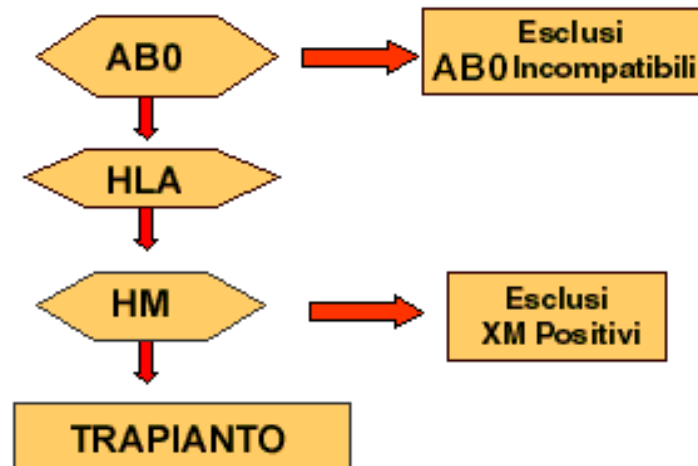 AB0
Esclusi
AB0 Incompatibili
HLA
HM
Esclusi
XM Positivi
TRAPIANTO